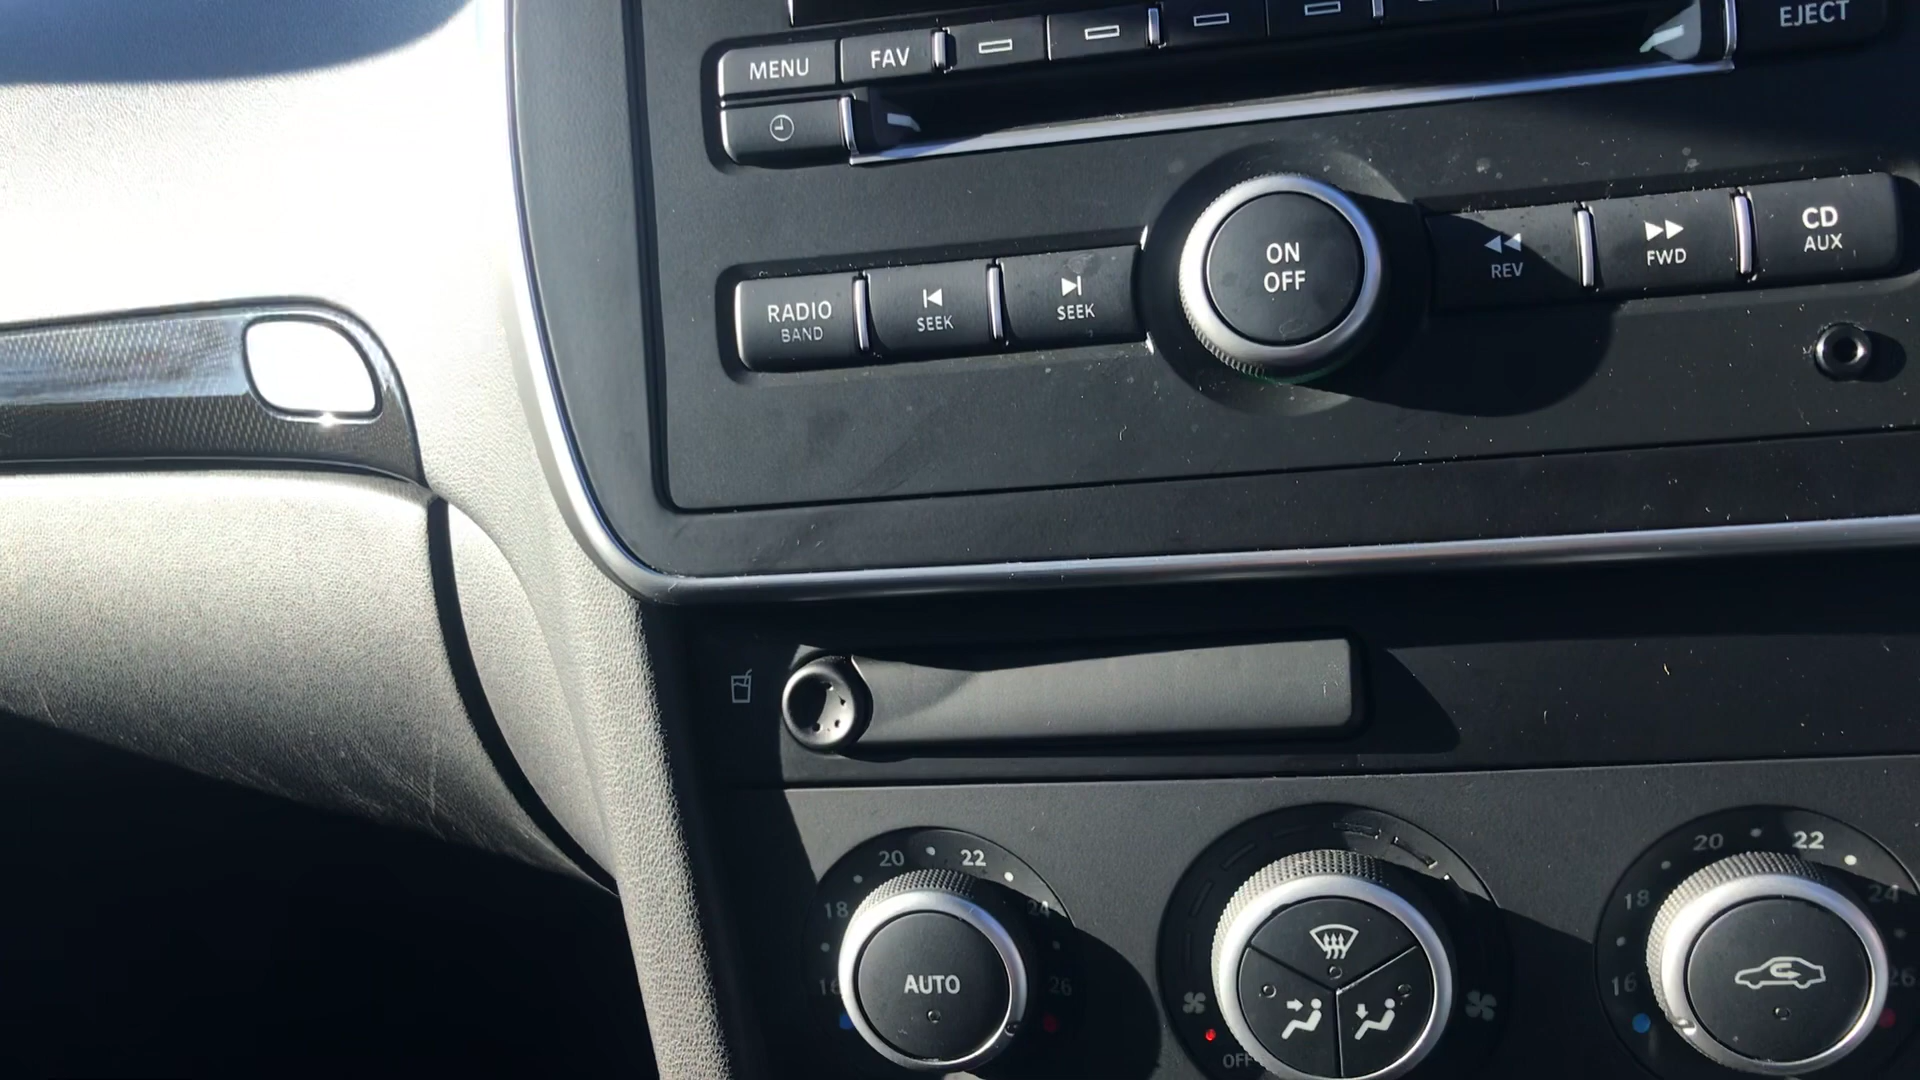 EJECT
MENU
FAV
RADIO
BAND
SEEK
SEEK
ON
OFF
REV
FWD
CD
AUX
20
22
18
24
16
26
AUTO
OFF
20
22
18
24
16
26